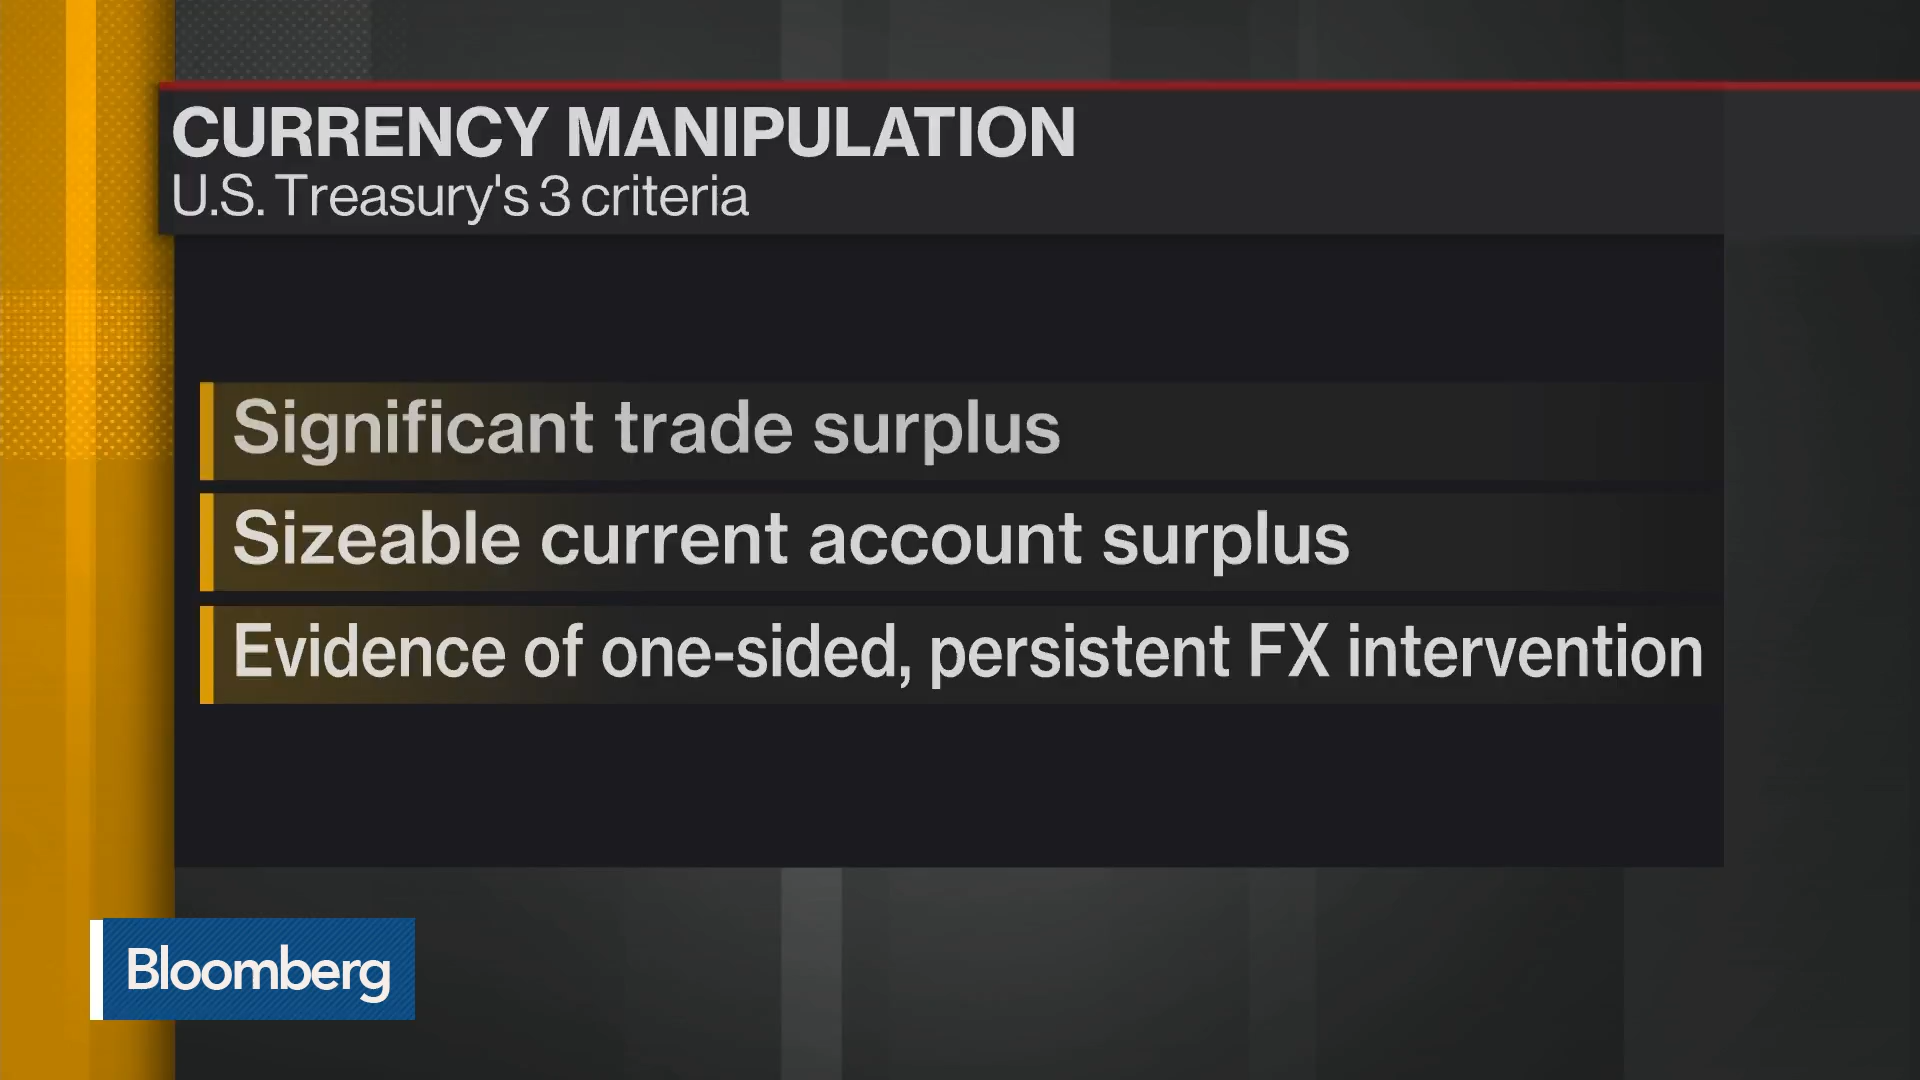 CURRENCY MANIPULATION
U.S. Treasury's 3 criteria
Significant trade surplus
Sizeable current account surplus
Evidence of one-sided, persistent FX intervention
Bloomberg